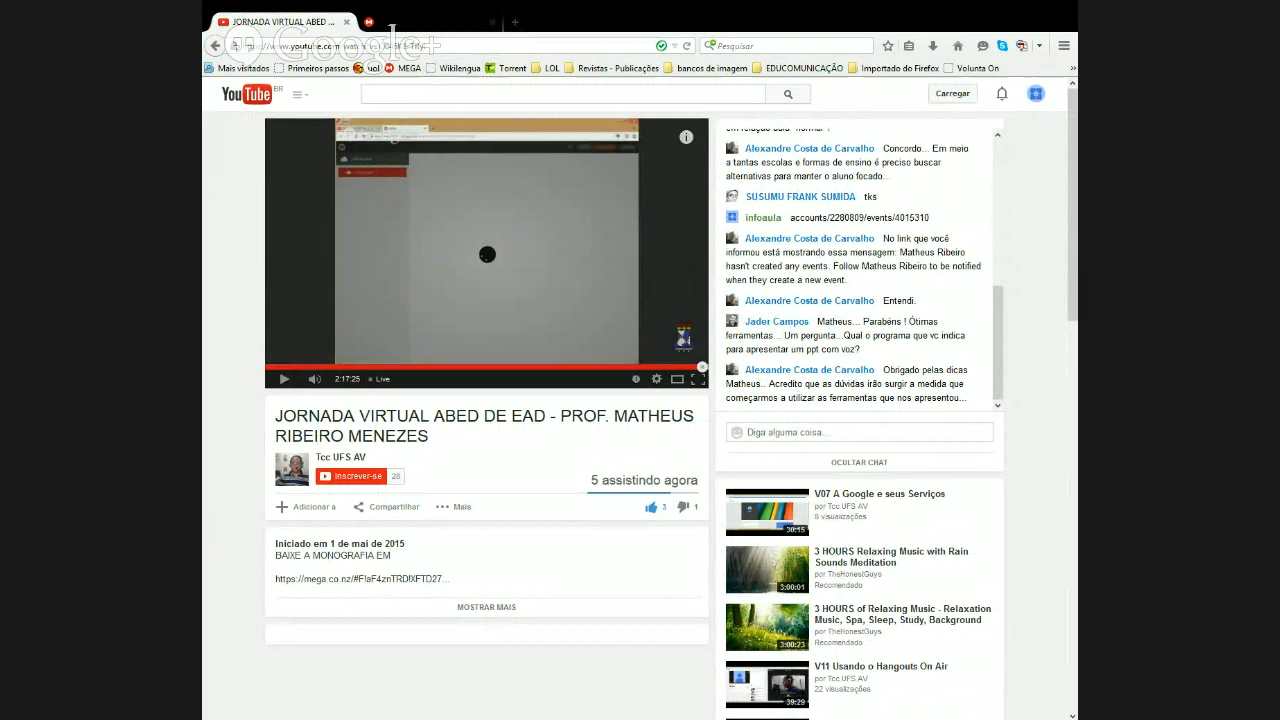 JORNADA VIRTUAL ABED ...
Google+
www.youtube.com
Pesquisar
Mais visitados Primeiros passos uol MEGA Wikilengua Torrent LOL Revistas - Publicações bancos de imagem EDUCOMUNICAÇÃO Importado do Firefox Volunta On
YouTube BR
Carregar
2:17:25 Live
JORNADA VIRTUAL ABED DE EAD - PROF. MATHEUS
RIBEIRO MENEZES
Tcc UFS AV
Inscrever-se 28
5 assistindo agora
Adicionar a Compartilhar Mais 3 1
Iniciado em 1 de mai de 2015
BAIXE A MONOGRAFIA EM
MOSTRAR MAIS
Alexandre Costa de Carvalho Concordo... Em meio
a tantas escolas e formas de ensino é preciso buscar
alternativas para manter o aluno focado...
SUSUMU FRANK SUMIDA tks
infoaula accounts/2280809/events/4015310
Alexandre Costa de Carvalho No link que você
informou está mostrando essa mensagem: Matheus Ribeiro
hasn't created any events. Follow Matheus Ribeiro to be notified
when they create a new event.
Alexandre Costa de Carvalho Entendi.
Jader Campos Matheus... Parabéns ! Ótimas
ferramentas... Um pergunta...Qual o programa que vc indica
para apresentar um ppt com voz?
Alexandre Costa de Carvalho Obrigado pelas dicas
Matheus.. Acredito que as dúvidas irão surgir a medida que
começarmos a utilizar as ferramentas que nos apresentou...
Diga alguma coisa...
OCULTAR CHAT
V07 A Google e seus Serviços
por Tcc UFS AV
8 visualizações
30:15
3 HOURS Relaxing Music with Rain
Sounds Meditation
por TheHonestGuys
Recomendado
3:00:01
3 HOURS of Relaxing Music - Relaxation
Music, Spa, Sleep, Study, Background
por TheHonestGuys
Recomendado
3:00:23
V11 Usando o Hangouts On Air
por Tcc UFS AV
22 visualizações
39:29